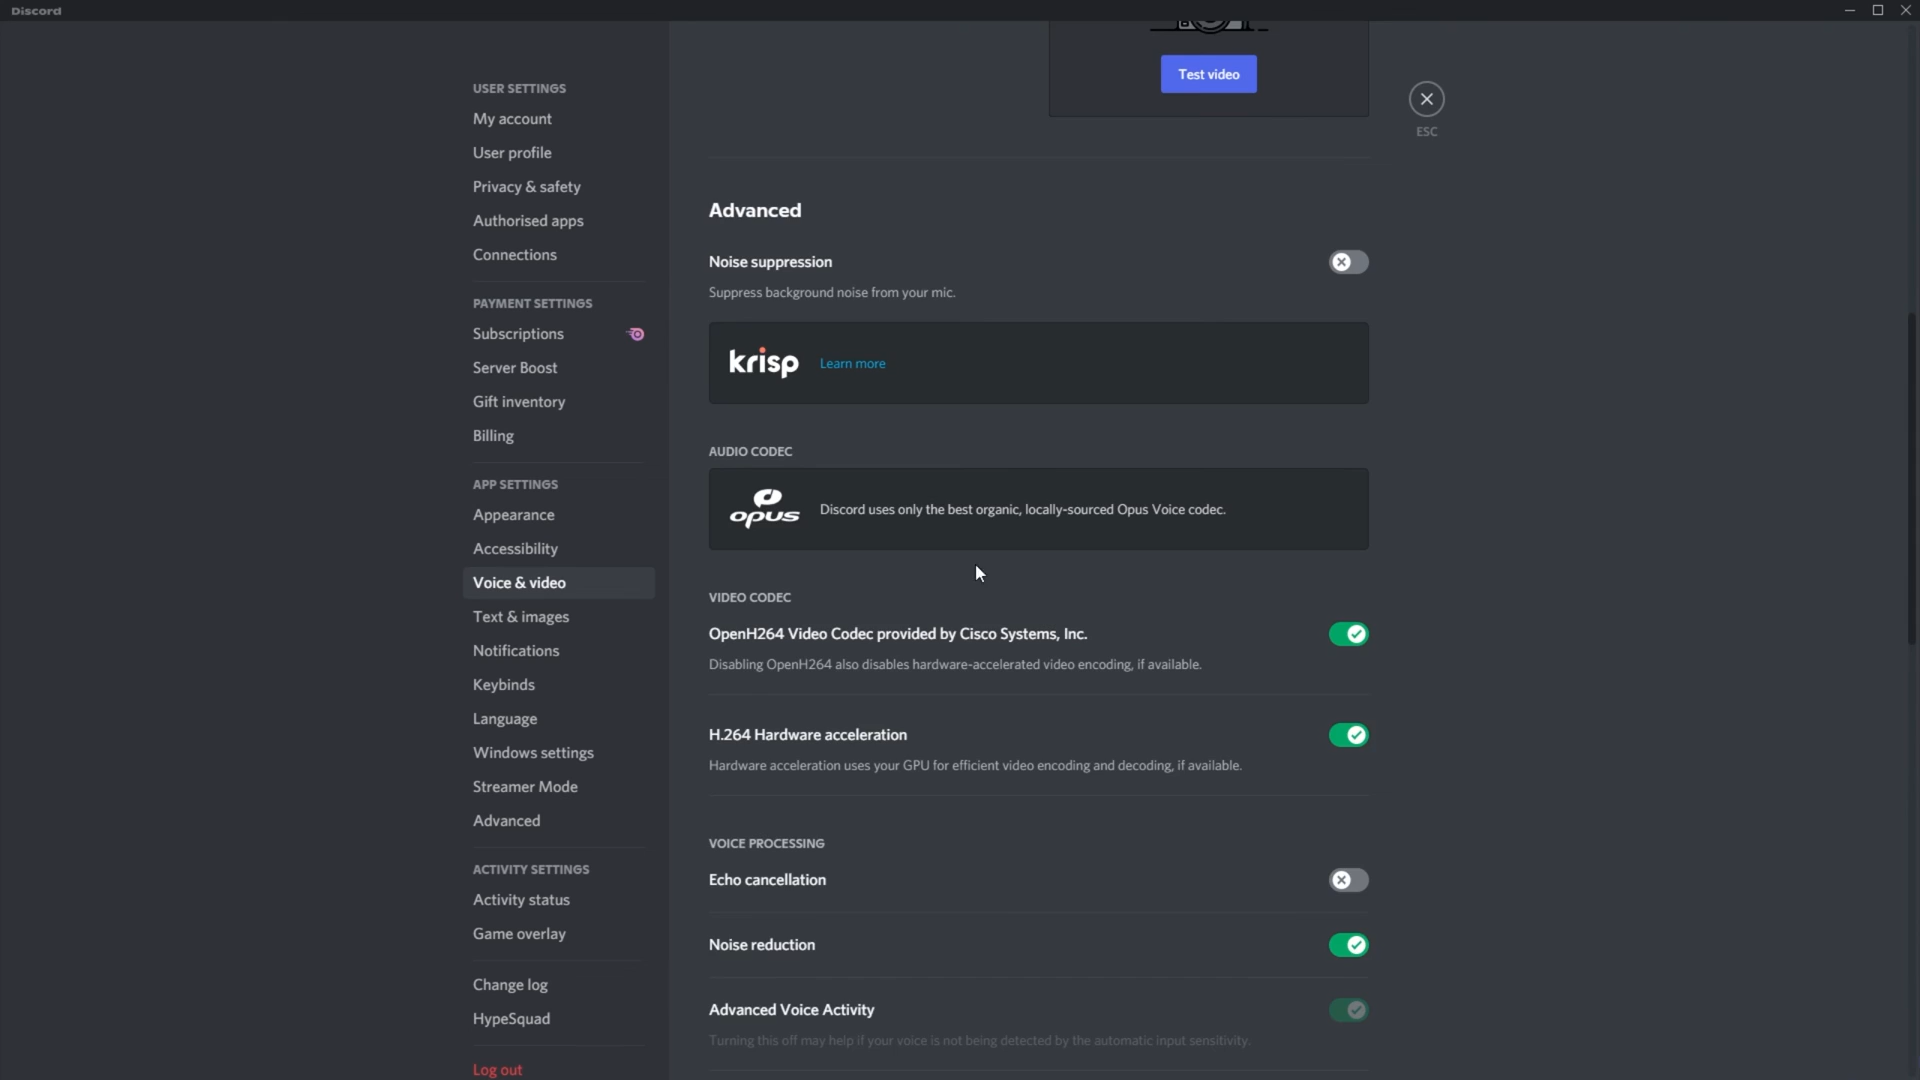 Discord
USER SETTINGS
My account
User profile
Privacy & safety
Authorised apps
Connections
PAYMENT SETTINGS
Subscriptions
Server Boost
Gift inventory
Billing
APP SETTINGS
Appearance
Accessibility
Voice & video
Text & images
Notifications
Keybinds
Language
Windows settings
Streamer Mode
Advanced
ACTIVITY SETTINGS
Activity status
Game overlay
Change log
HypeSquad
Log out
Test video
ESC
Advanced
Noise suppression
Suppress background noise from your mic.
krisp Learn more
AUDIO CODEC
opus Discord uses only the best organic, locally-sourced Opus Voice codec.
VIDEO CODEC
OpenH264 Video Codec provided by Cisco Systems, Inc.
Disabling OpenH264 also disables hardware-accelerated video encoding, if available.
H.264 Hardware acceleration
Hardware acceleration uses your GPU for efficient video encoding and decoding, if available.
VOICE PROCESSING
Echo cancellation
Noise reduction
Advanced Voice Activity
Turning this off may help if your voice is not being detected by the automatic input sensitivity.